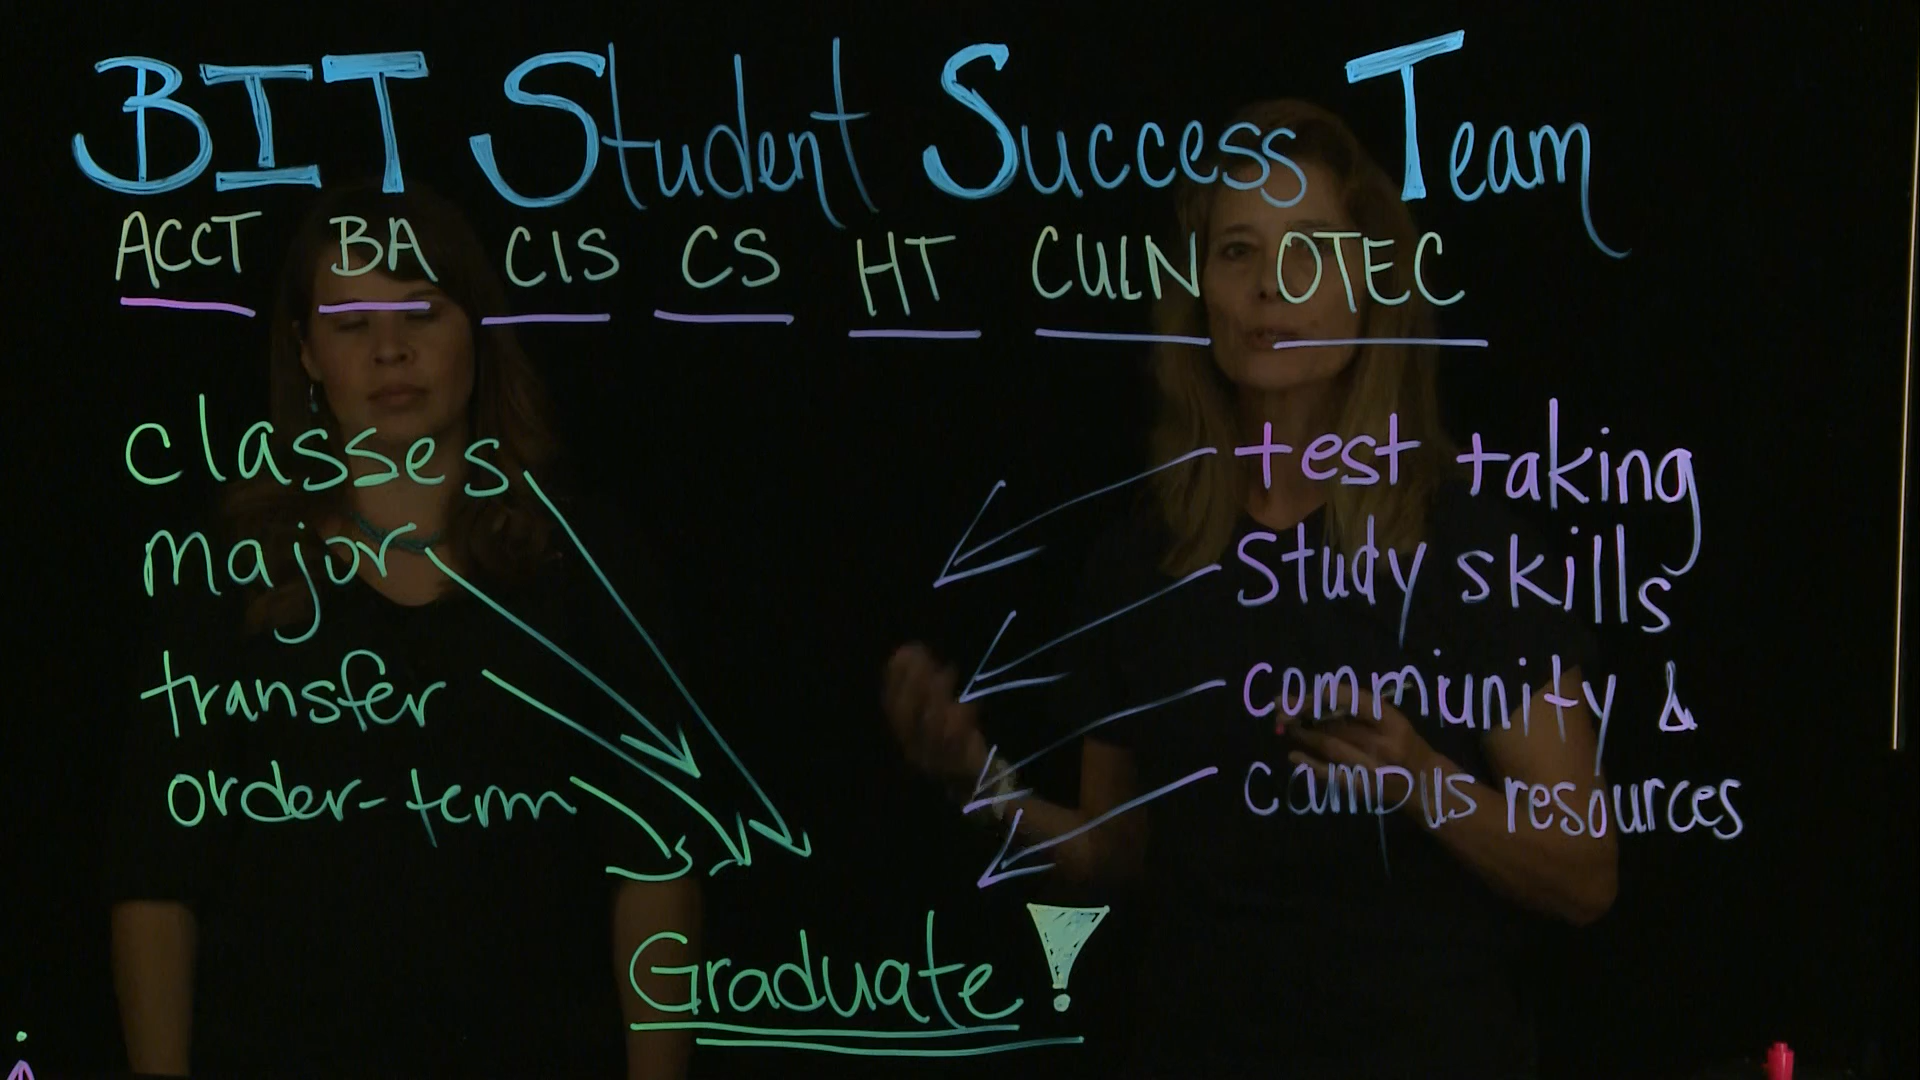 BIT Student Success Team
ACCT BA CIS CS HT CULN OTEC
classes
major
transfer
order-term
test taking
Study skills
community &
campus resources
Graduate!